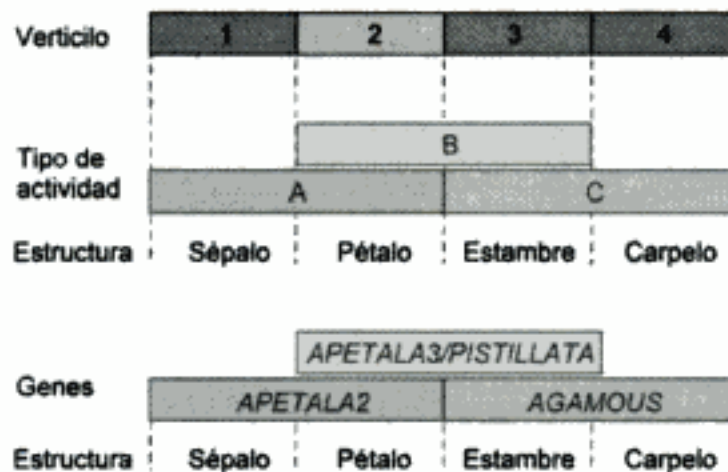 Verticilo 1 2 3 4
B
Tipo de
actividad
A C
Estructura Sépalo Pétalo Estambre Carpelo
APETALA3/PISTILLATA
Genes
APETALA2 AGAMOUS
Estructura Sépalo Pétalo Estambre Carpelo